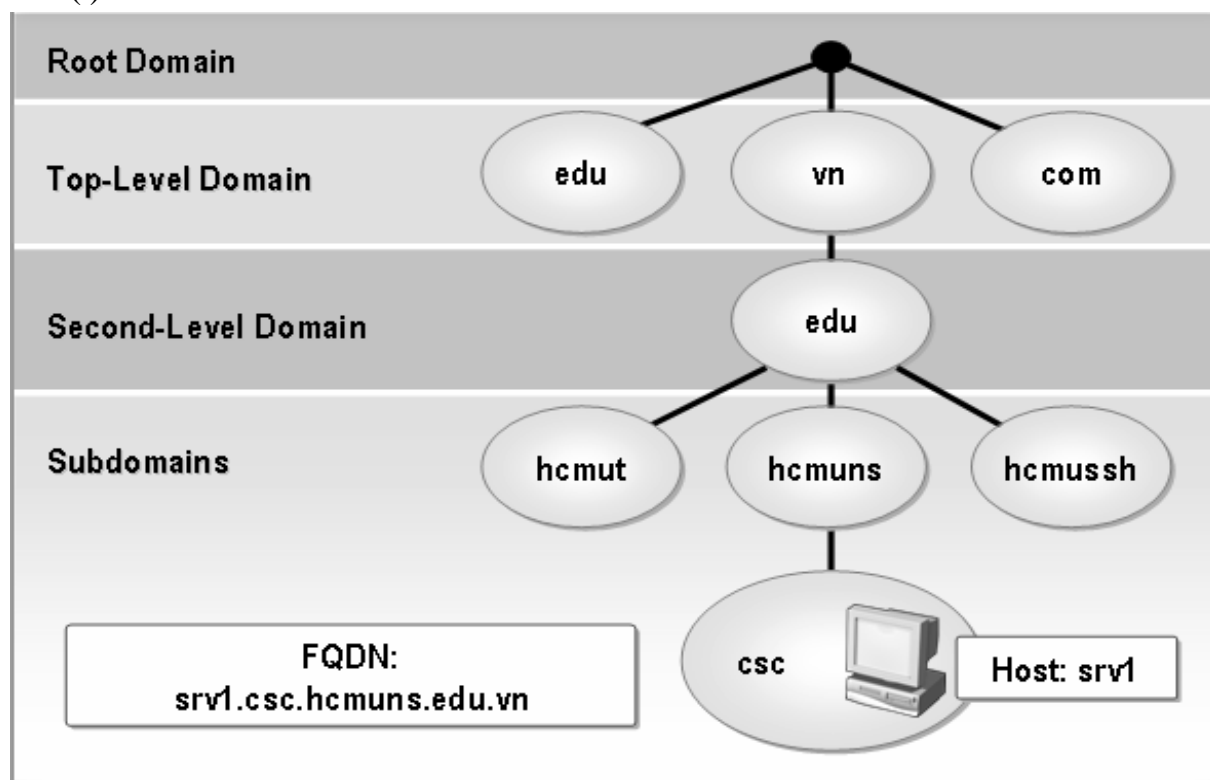 Root Domain
Top-Level Domain
edu
vn
com
Second-Level Domain
edu
Subdomains
hcmut
hcmuns
hcmussh
FQDN:
srv1.csc.hcmuns.edu.vn
csc
Host: srv1